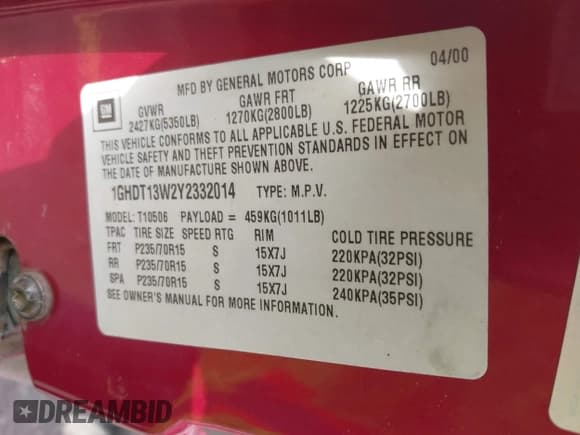 04/00
MFD BY GENERAL MOTORS CORP
GM
GVWR GAWR FRT GAWR RR
2427KG(5350LB) 1270KG(2800LB) 1225KG(2700LB)
THIS VEHICLE CONFORMS TO ALL APPLICABLE U.S. FEDERAL MOTOR
VEHICLE SAFETY AND THEFT PREVENTION STANDARDS IN EFFECT ON
THE DATE OF MANUFACTURE SHOWN ABOVE.
1GHDT13W2Y2332014 TYPE: M.P.V.
MODEL: T10506 PAYLOAD = 459KG(1011LB)
TPAC TIRE SIZE SPEED RTG RIM COLD TIRE PRESSURE
FRT P235/70R15 S 15X7J 220KPA(32PSI)
RR P235/70R15 S 15X7J 220KPA(32PSI)
SPA P235/70R15 S 15X7J 240KPA(35PSI)
SEE OWNER'S MANUAL FOR MORE INFORMATION.
DREAMBID